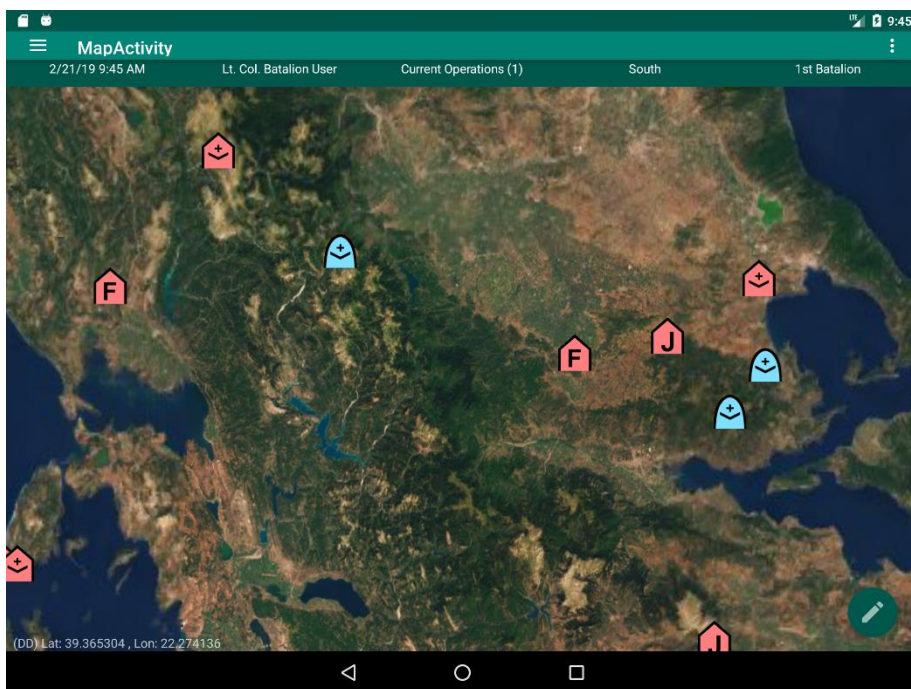 LTE 9:45
MapActivity
2/21/19 9:45 AM Lt. Col. Batalion User Current Operations (1) South 1st Batalion
F
J
F
J
(DD) Lat: 39.365304 , Lon: 22.274136